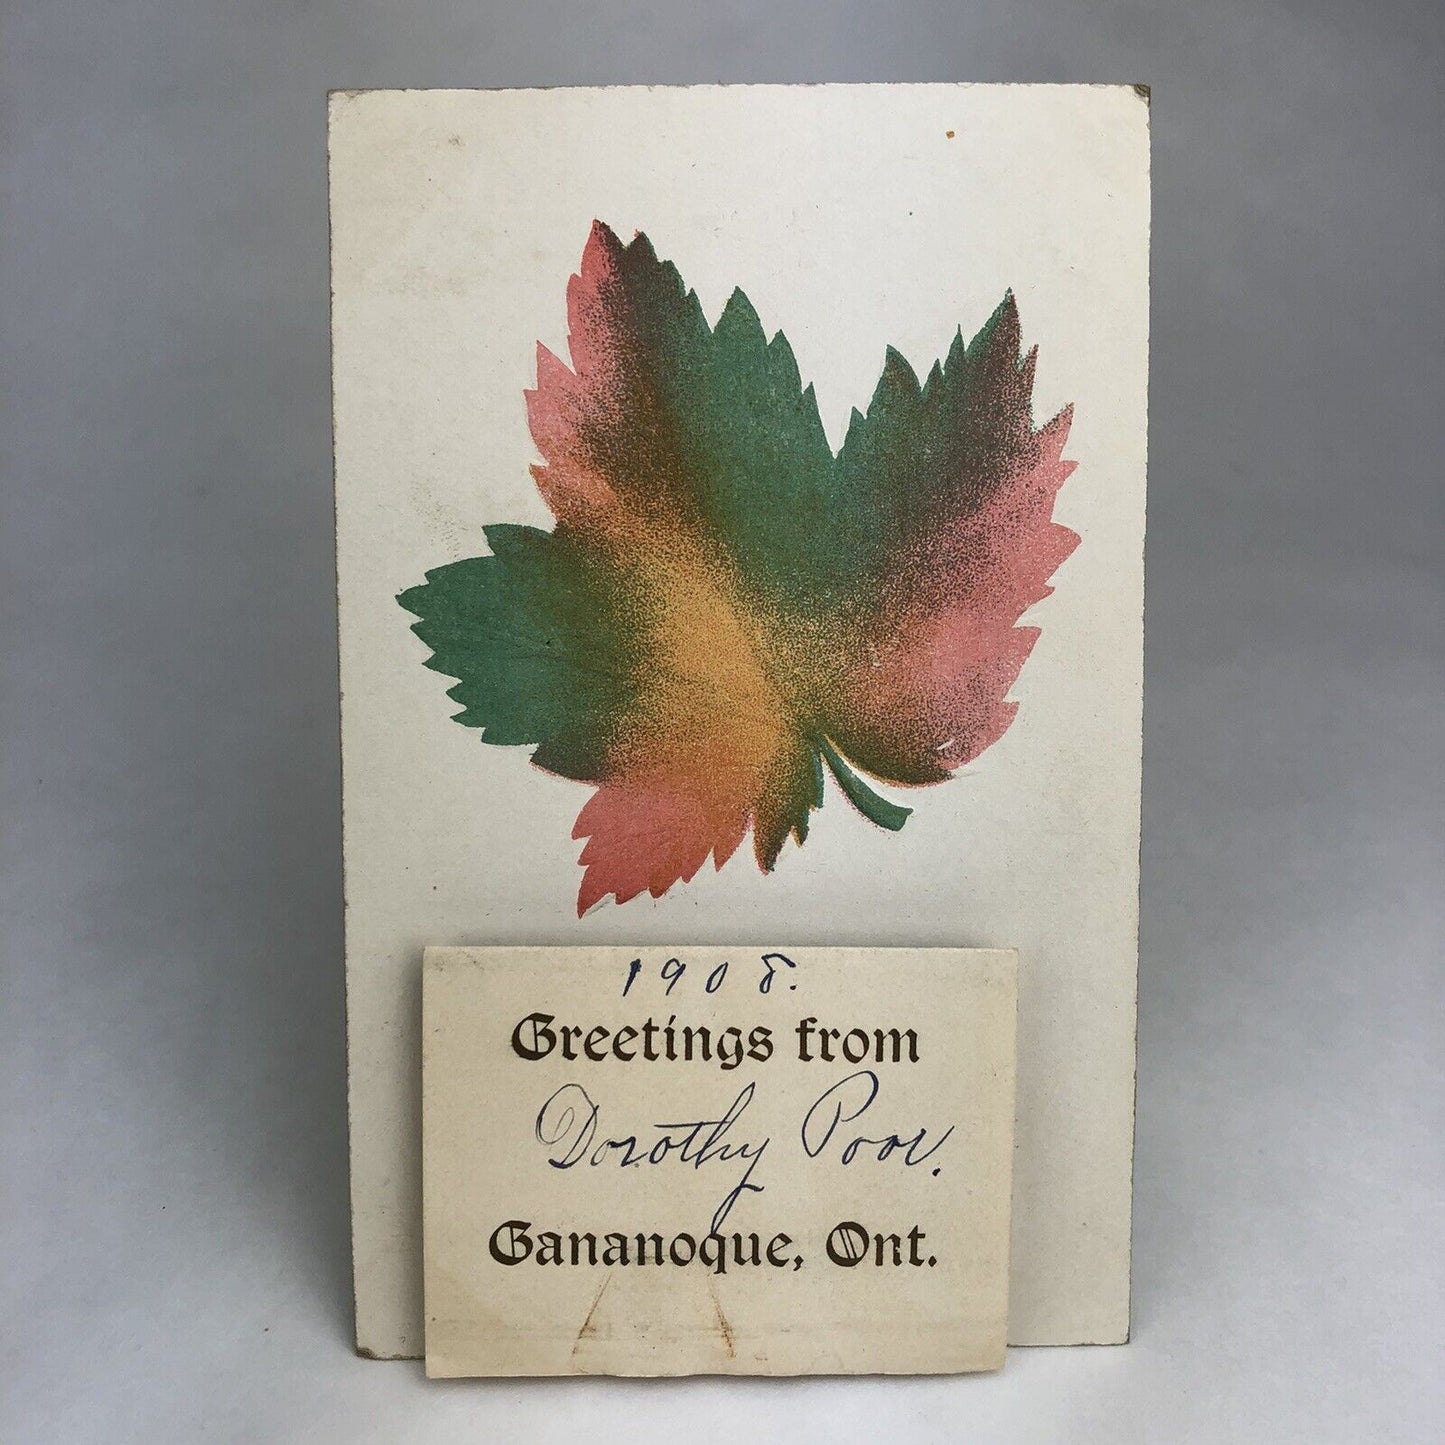 1908.
Greetings from
Dorothy Poor.
Gananoque, Ont.